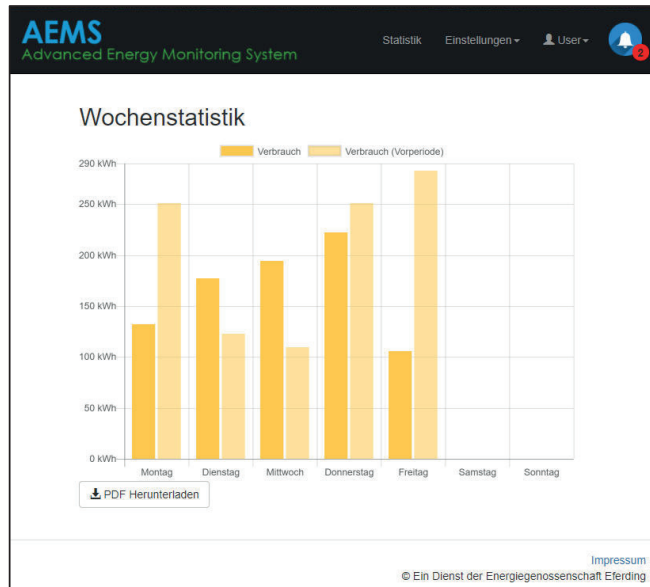 AEMS
Advanced Energy Monitoring System
Statistik Einstellungen User
2
Wochenstatistik
Verbrauch Verbrauch (Vorperiode)
290 kWh
250 kWh
200 kWh
150 kWh
100 kWh
50 kWh
0 kWh
Montag Dienstag Mittwoch Donnerstag Freitag Samstag Sonntag
PDF Herunterladen
Impressum
© Ein Dienst der Energiegenossenschaft Eferding